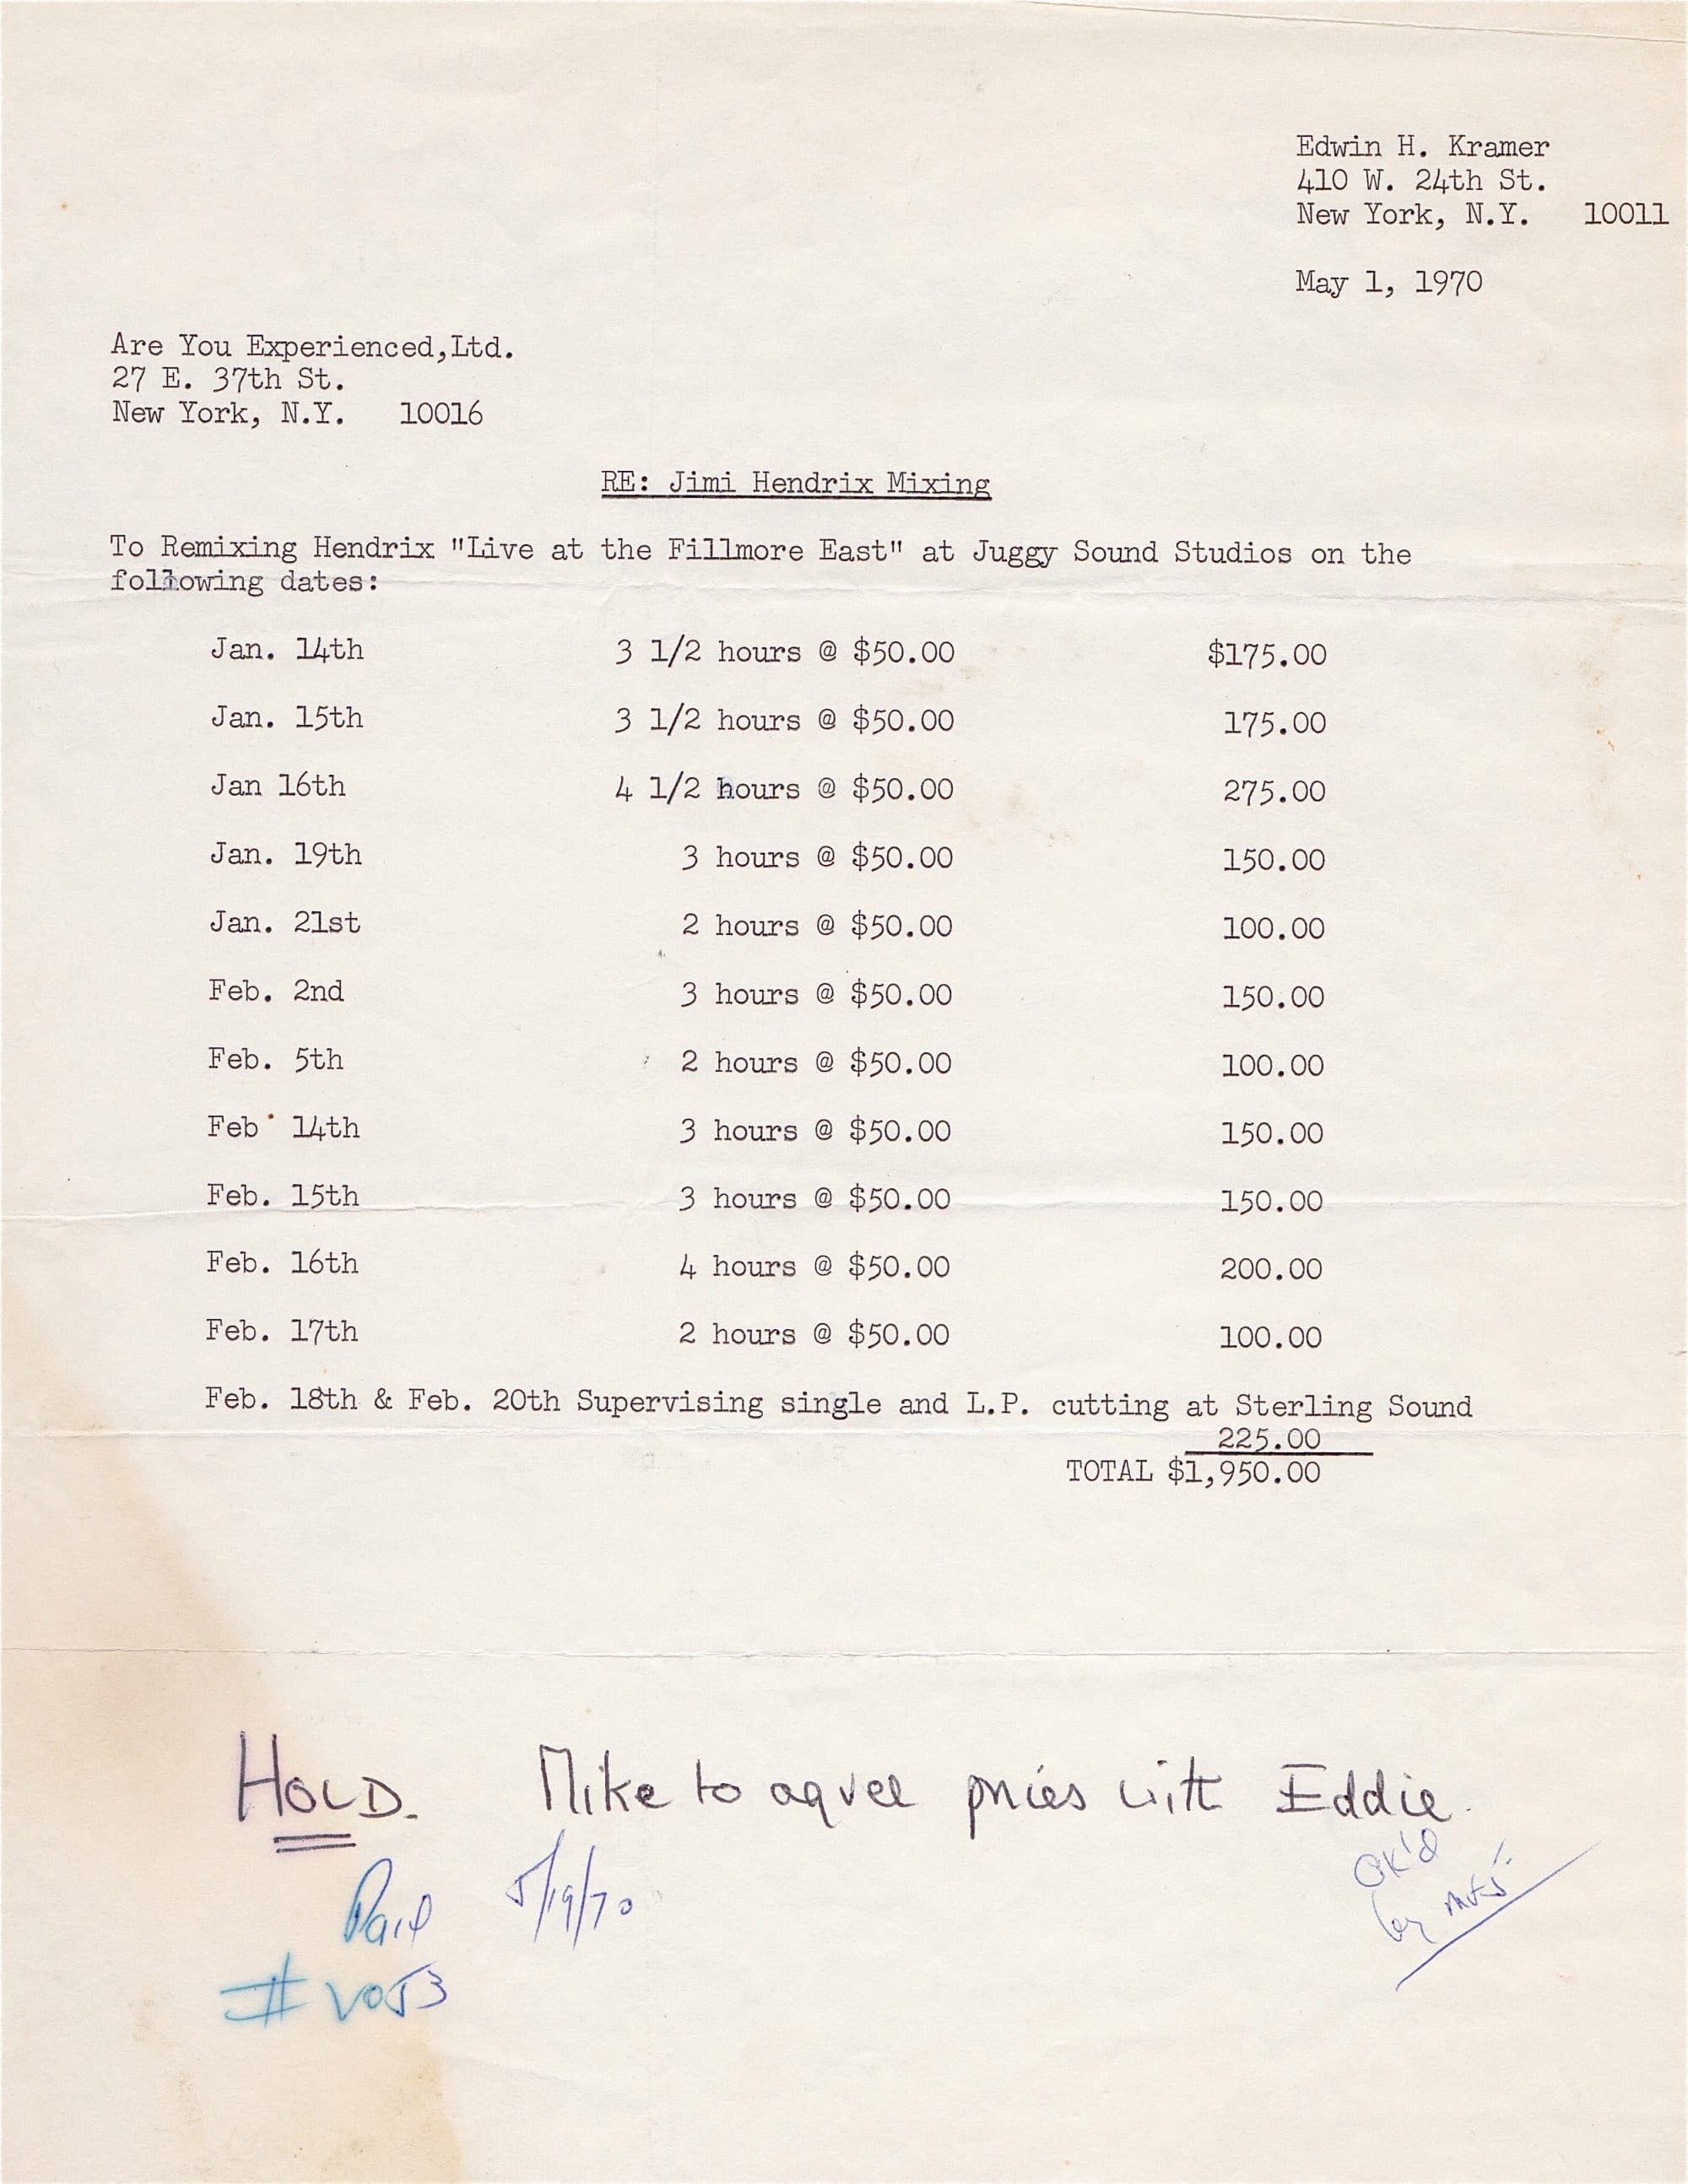 Edwin H. Kramer
410 W. 24th St.
New York, N.Y. 10011
May 1, 1970
Are You Experienced,Ltd.
27 E. 37th St.
New York, N.Y. 10016
RE: Jimi Hendrix Mixing
To Remixing Hendrix "Live at the Fillmore East" at Juggy Sound Studios on the
following dates:
Jan. 14th 3 1/2 hours @ $50.00 $175.00
Jan. 15th 3 1/2 hours @ $50.00 175.00
Jan 16th 4 1/2 hours @ $50.00 275.00
Jan. 19th 3 hours @ $50.00 150.00
Jan. 21st 2 hours @ $50.00 100.00
Feb. 2nd 3 hours @ $50.00 150.00
Feb. 5th 2 hours @ $50.00 100.00
Feb 14th 3 hours @ $50.00 150.00
Feb. 15th 3 hours @ $50.00 150.00
Feb. 16th 4 hours @ $50.00 200.00
Feb. 17th 2 hours @ $50.00 100.00
Feb. 18th & Feb. 20th Supervising single and L.P. cutting at Sterling Sound
225.00
TOTAL $1,950.00
HOLD. Mike to agree prices with Eddie.
Paid 5/19/70
OK'd
by